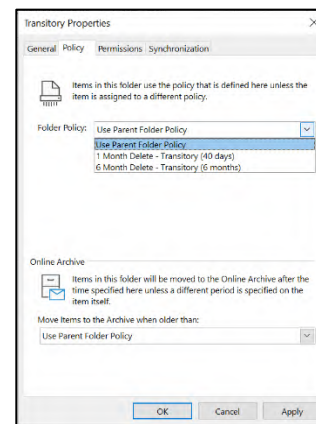 Transitory Properties
General Policy Permissions Synchronization
Items in this folder use the policy that is defined here unless the
item is assigned to a different policy.
Folder Policy: Use Parent Folder Policy
Use Parent Folder Policy
1 Month Delete - Transitory (40 days)
6 Month Delete - Transitory (6 months)
Online Archive
Items in this folder will be moved to the Online Archive after the
time specified here unless a different period is specified on the
item itself.
Move Items to the Archive when older than:
Use Parent Folder Policy
OK Cancel Apply